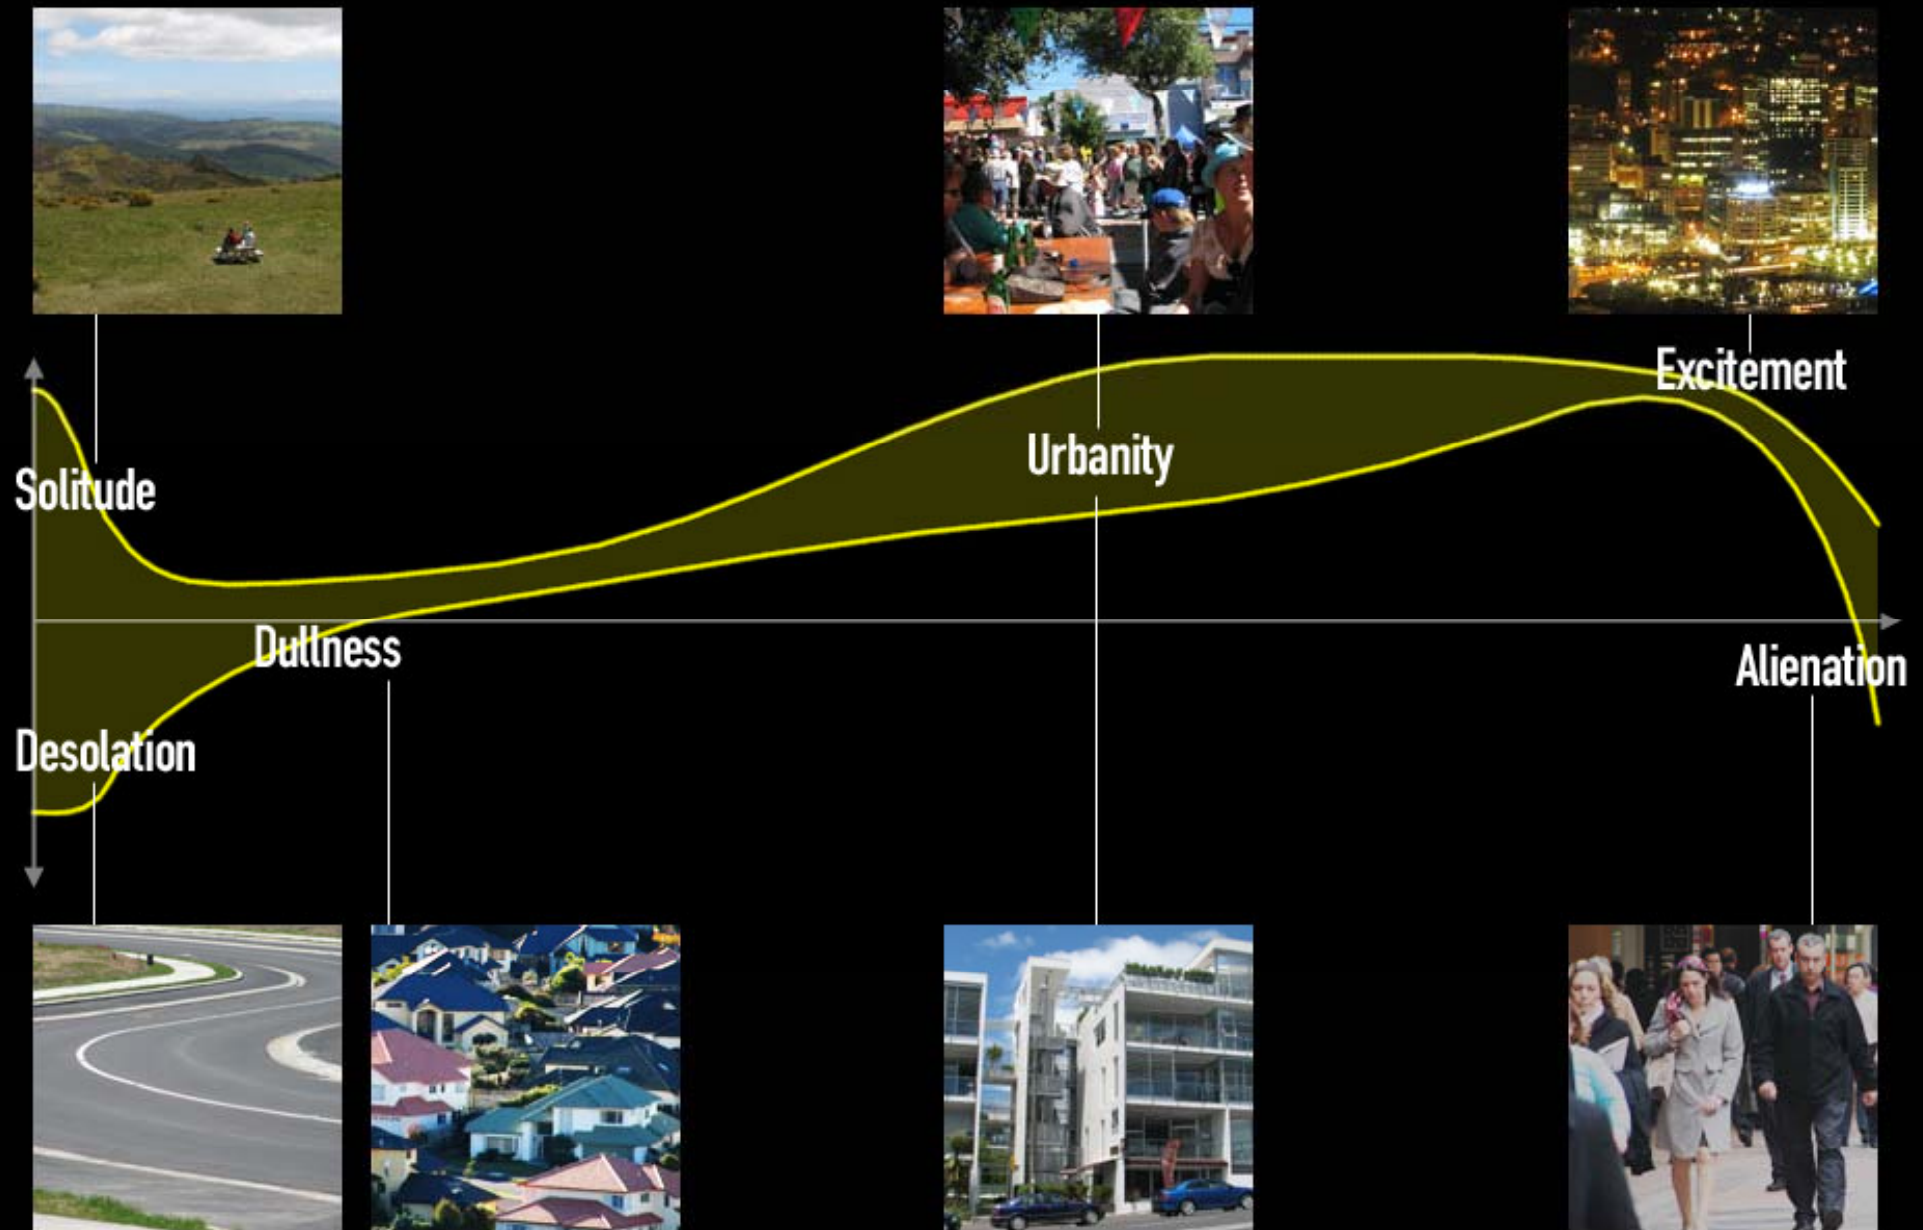 Excitement
Urbanity
Solitude
Dullness
Alienation
Desolation